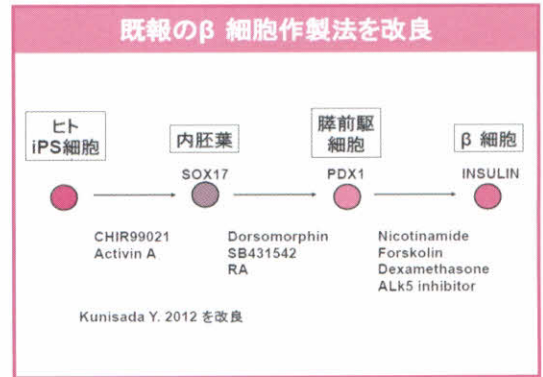 既報のβ 細胞作製法を改良
ヒト
iPS細胞
内胚葉
膵前駆
細胞
β 細胞
SOX17
PDX1
INSULIN
CHIR99021
Activin A
Dorsomorphin
SB431542
RA
Nicotinamide
Forskolin
Dexamethasone
ALk5 inhibitor
Kunisada Y. 2012 を改良